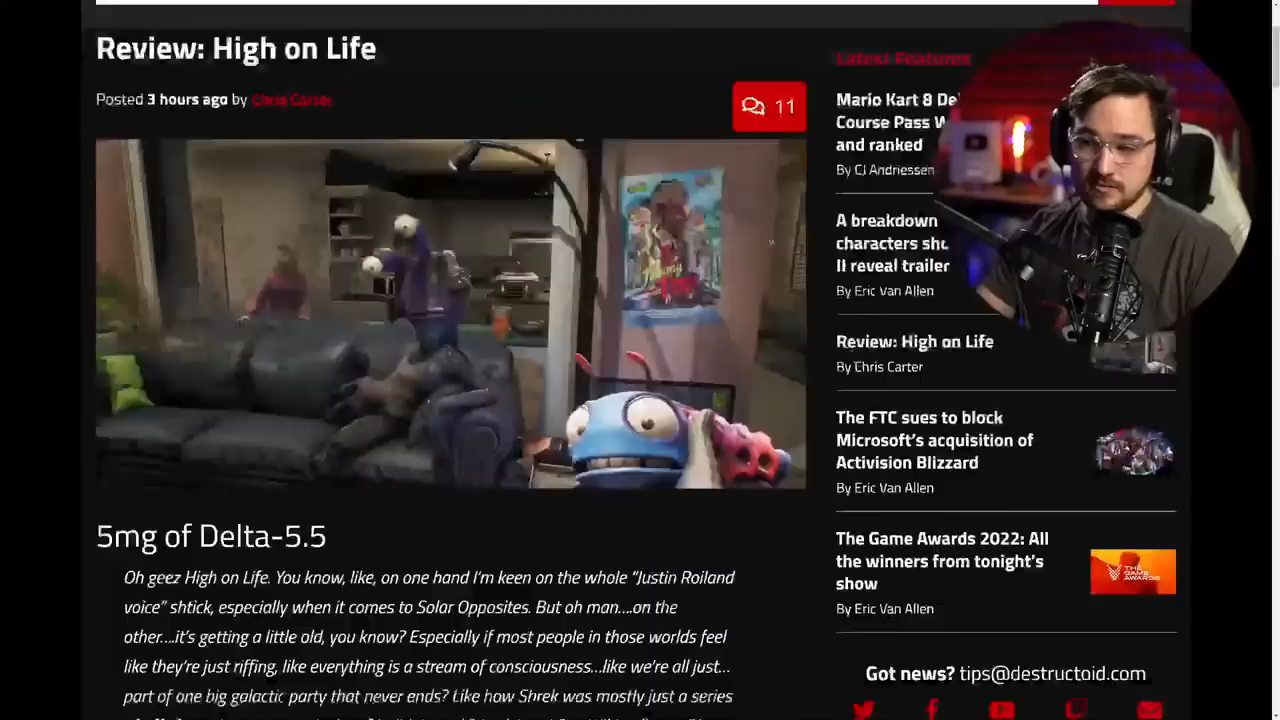 Review: High on Life
Posted 3 hours ago by Chris Carter
11
5mg of Delta-5.5
Oh geez High on Life. You know, like, on one hand I'm keen on the whole "Justin Roiland
voice" shtick, especially when it comes to Solar Opposites. But oh man....on the
other....it's getting a little old, you know? Especially if most people in those worlds feel
like they're just riffing, like everything is a stream of consciousness...like we're all just...
part of one big galactic party that never ends? Like how Shrek was mostly just a series
Latest Features
Mario Kart 8 De
Course Pass W
and ranked
By CJ Andriessen
A breakdown
characters sho
II reveal trailer
By Eric Van Allen
Review: High on Life
By Chris Carter
The FTC sues to block
Microsoft's acquisition of
Activision Blizzard
By Eric Van Allen
The Game Awards 2022: All
the winners from tonight's
show
By Eric Van Allen
THE
GAME
AWARDS
Got news? tips@destructoid.com